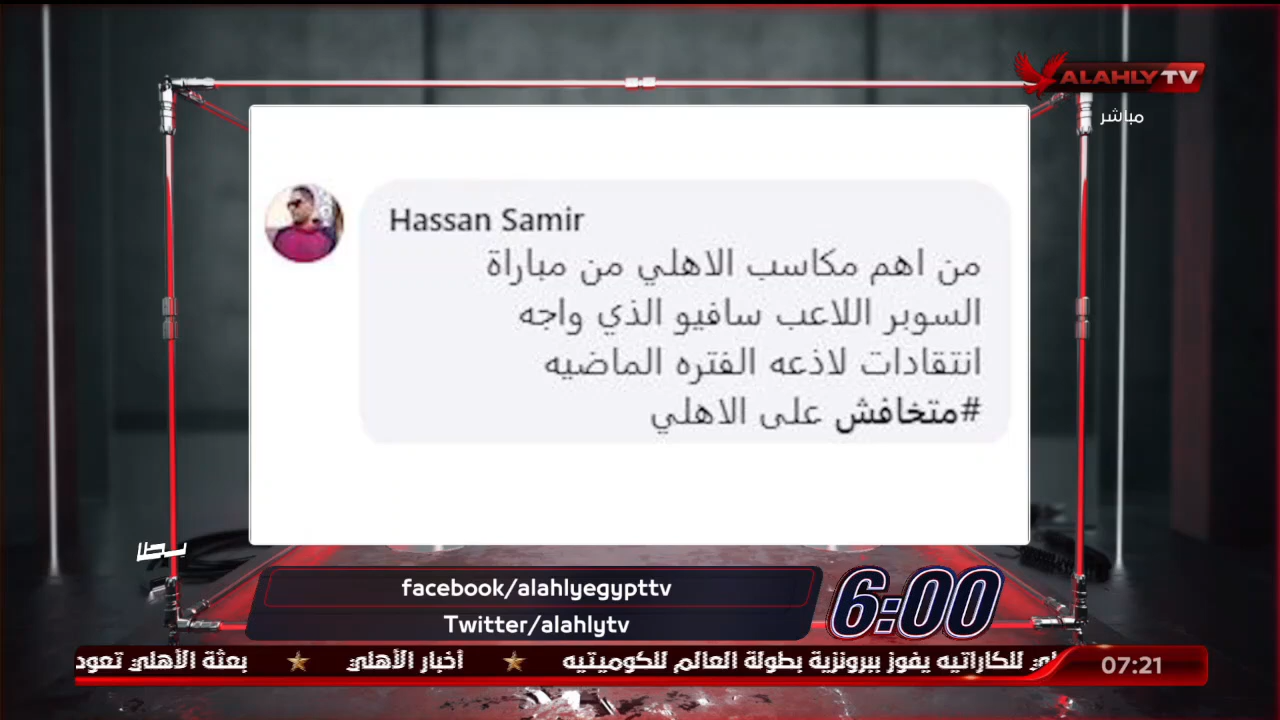 ALAHLY TV
مباشر
Hassan Samir
من اهم مكاسب الاهلي من مباراة
السوبر اللاعب سافيو الذي واجه
انتقادات لاذعه الفتره الماضيه
#متخافش على الاهلي
facebook/alahlyegypttv
6:00
Twitter/alahlytv
للكاراتيه يفوز ببرونزية بطولة العالم للكوميتيه ★ أخبار الأهلي ★ بعثة الأهلي تعود
07:21